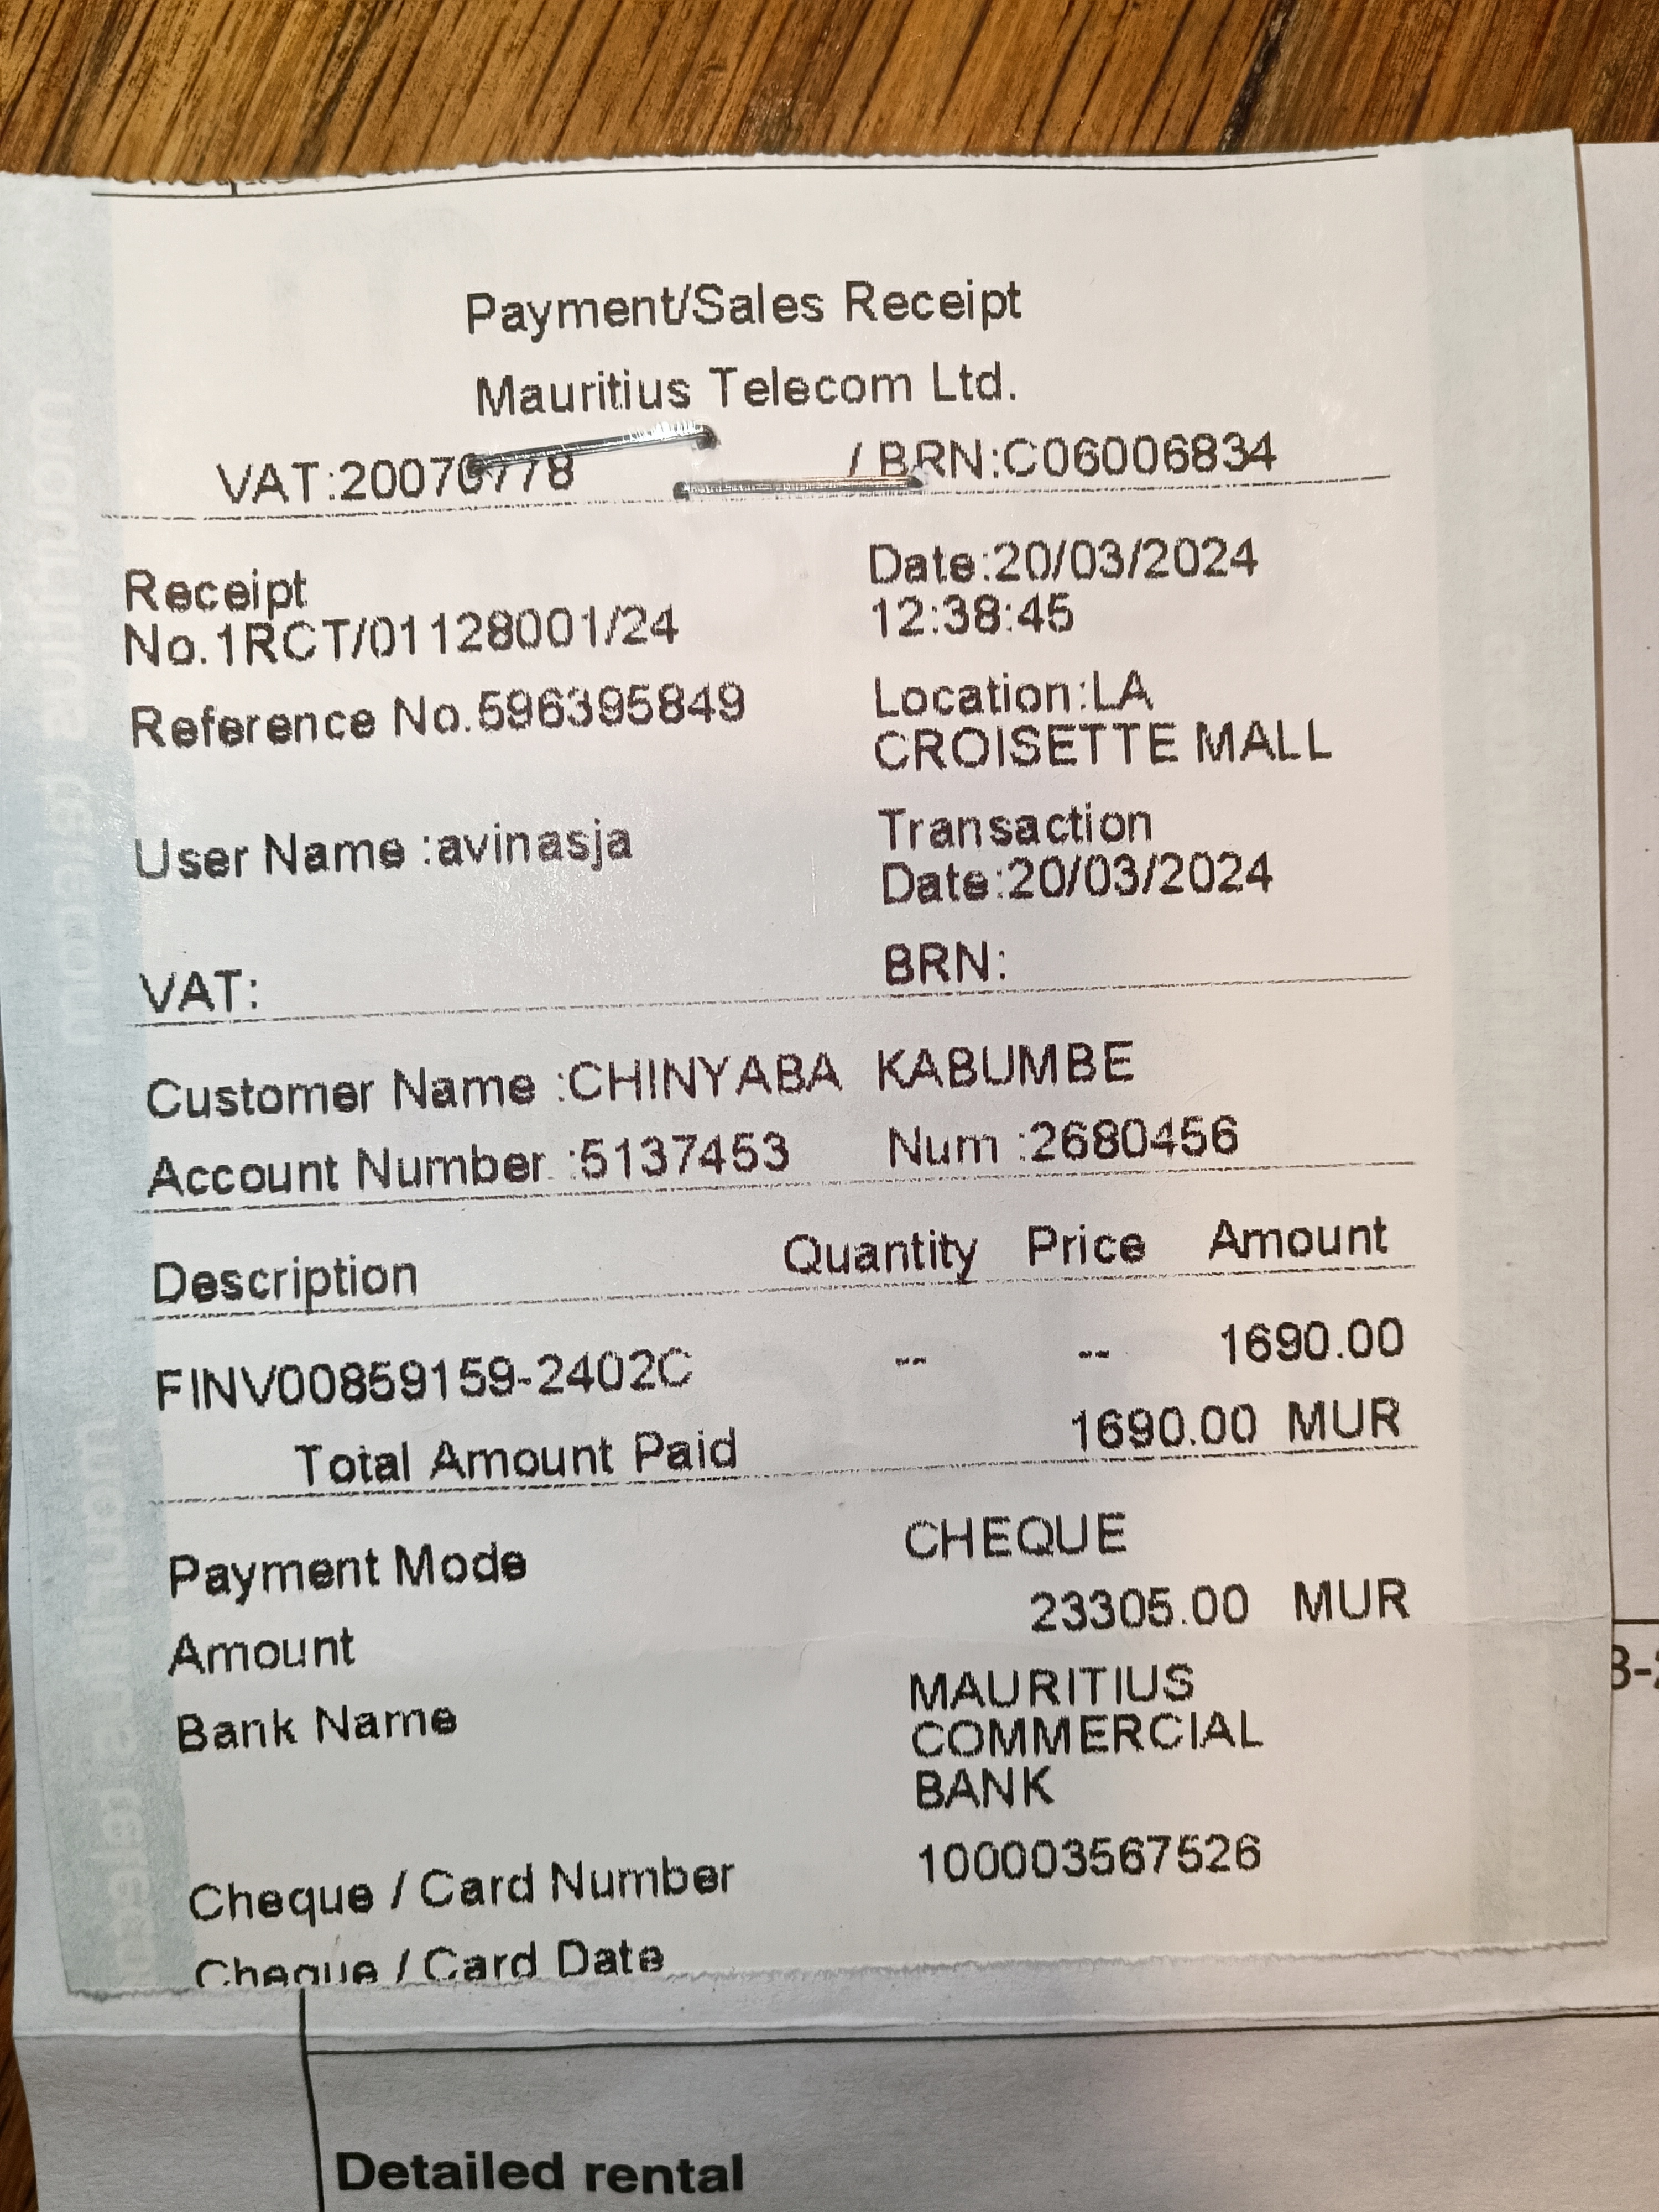 Payment/Sales Receipt
Mauritius Telecom Ltd.
/ BRN:C06006834
Receipt
No.1RCT/01128001/24
Date:20/03/2024
12:38:45
Reference No.596395849
Location:LA
CROISETTE MALL
User Name :avinasja
Transaction
Date:20/03/2024
VAT:
BRN:
Customer Name :CHINYABA KABUMBE
Account Number :5137453 Num :2680456
Description Quantity Price Amount
FINV00859159-2402C -- -- 1690.00
Total Amount Paid 1690.00 MUR
Payment Mode CHEQUE
Amount 23305.00 MUR
Bank Name MAURITIUS
COMMERCIAL
BANK
Cheque / Card Number 100003567526
Cheque / Card Date
Detailed rental